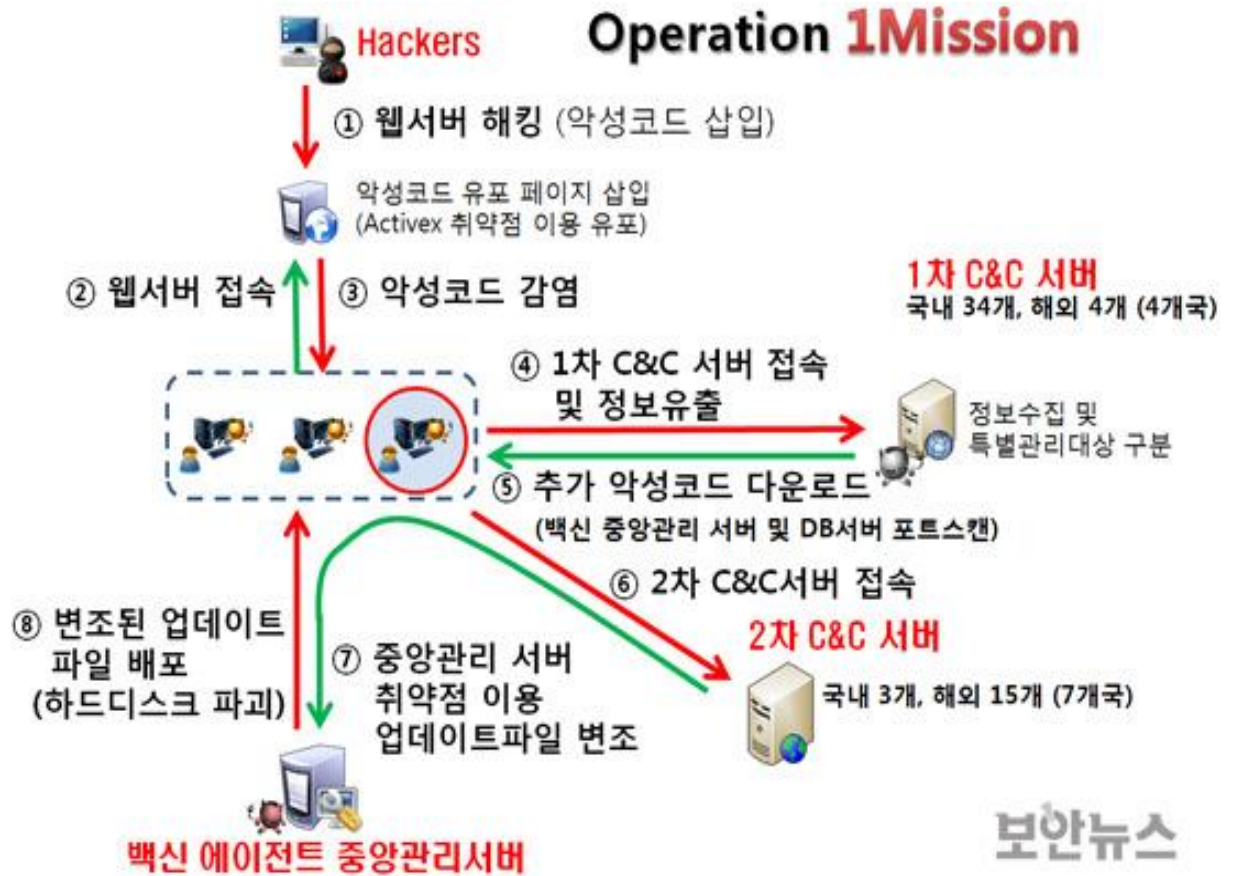 Hackers
Operation 1Mission
① 웹서버 해킹 (악성코드 삽입)
악성코드 유포 페이지 삽입
(Activex 취약점 이용 유포)
② 웹서버 접속
③ 악성코드 감염
1차 C&C 서버
국내 34개, 해외 4개 (4개국)
④ 1차 C&C 서버 접속
및 정보유출
정보수집 및
특별관리대상 구분
⑤ 추가 악성코드 다운로드
(백신 중앙관리 서버 및 DB서버 포트스캔)
⑥ 2차 C&C서버 접속
2차 C&C 서버
국내 3개, 해외 15개 (7개국)
⑧ 변조된 업데이트
파일 배포
(하드디스크 파괴)
⑦ 중앙관리 서버
취약점 이용
업데이트파일 변조
백신 에이전트 중앙관리서버
보안뉴스